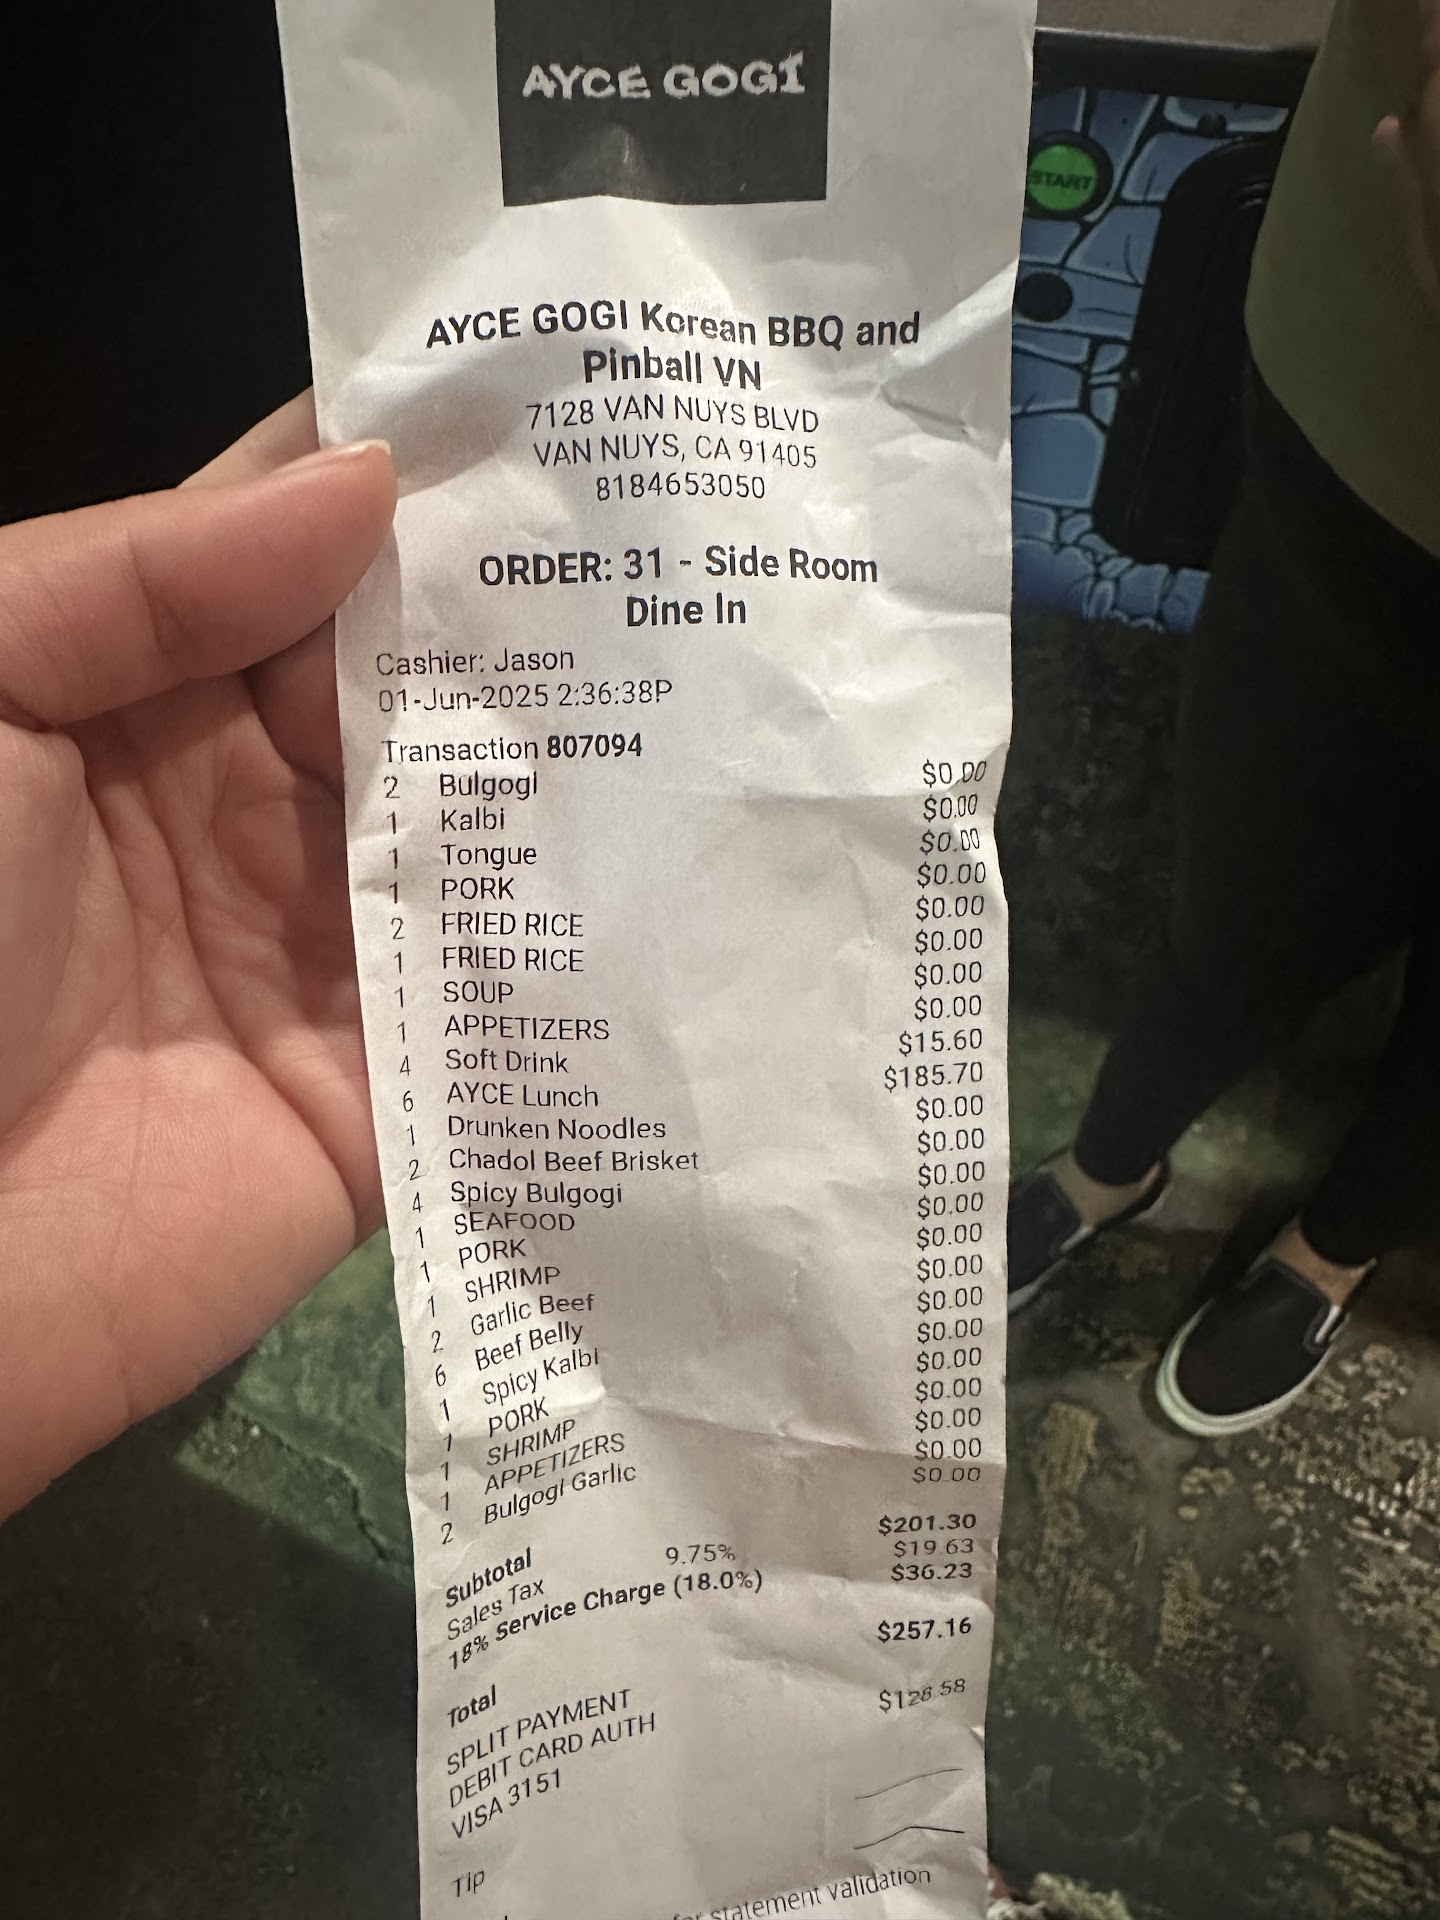 AYCE GOGI
START
AYCE GOGI Korean BBQ and
Pinball VN
7128 VAN NUYS BLVD
VAN NUYS, CA 91405
8184653050
ORDER: 31 - Side Room
Dine In
Cashier: Jason
01-Jun-2025 2:36:38P
Transaction 807094
2 Bulgogi $0.00
1 Kalbi $0.00
1 Tongue $0.00
1 PORK $0.00
2 FRIED RICE $0.00
1 FRIED RICE $0.00
1 SOUP $0.00
1 APPETIZERS $0.00
4 Soft Drink $15.60
6 AYCE Lunch $185.70
1 Drunken Noodles $0.00
2 Chadol Beef Brisket $0.00
4 Spicy Bulgogi $0.00
1 SEAFOOD $0.00
1 PORK $0.00
1 SHRIMP $0.00
2 Garlic Beef $0.00
6 Beef Belly $0.00
1 Spicy Kalbi $0.00
1 PORK $0.00
1 SHRIMP $0.00
1 APPETIZERS $0.00
2 Bulgogi Garlic $0.00
Subtotal $201.30
Sales Tax 9.75% $19.63
18% Service Charge (18.0%) $36.23
Total $257.16
SPLIT PAYMENT
DEBIT CARD AUTH $128.58
VISA 3151
Tip
for statement validation